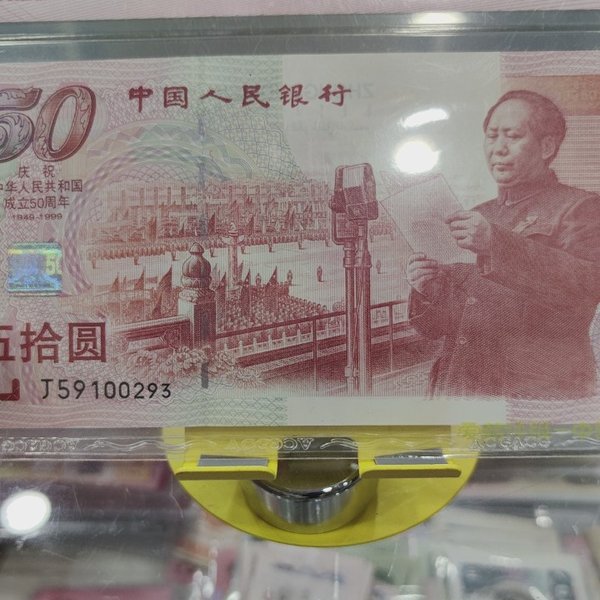 50
中国人民银行
庆祝
中华人民共和国
成立50周年
1949-1999
伍拾圆
J59100293